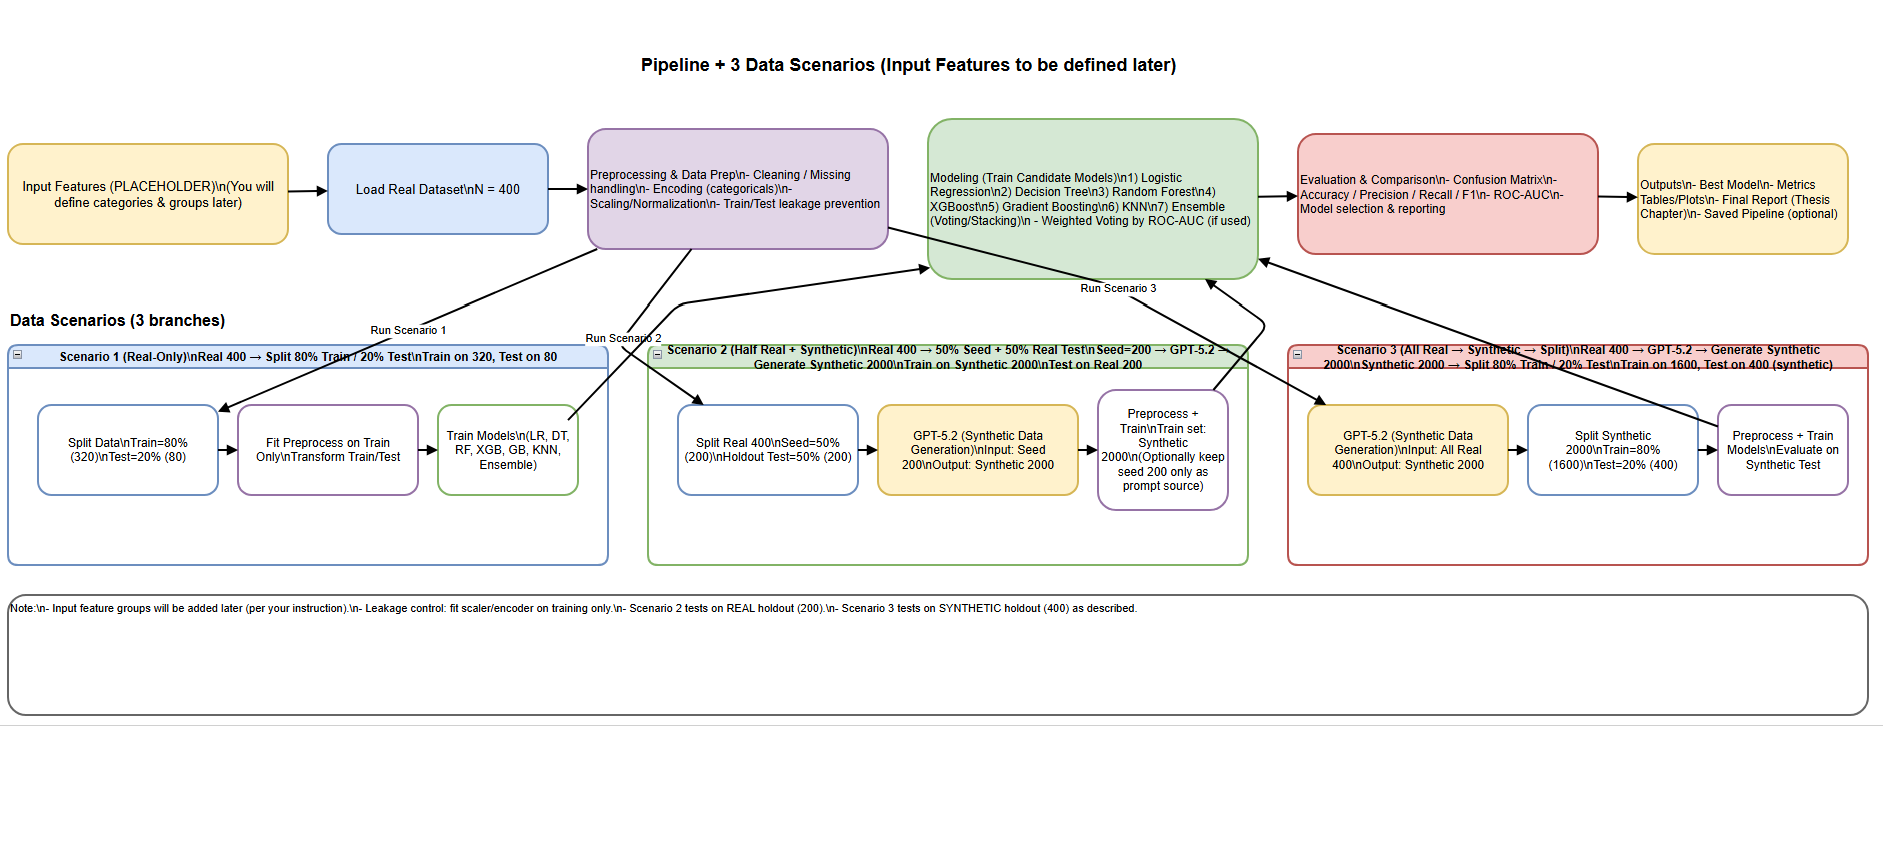 Pipeline + 3 Data Scenarios (Input Features to be defined later)
Input Features (PLACEHOLDER)\n(You will
define categories & groups later)
Load Real Dataset\nN = 400
Preprocessing & Data Prep\n- Cleaning / Missing
handling\n- Encoding (categoricals)\n-
Scaling/Normalization\n- Train/Test leakage prevention
Modeling (Train Candidate Models)\n1) Logistic
Regression\n2) Decision Tree\n3) Random Forest\n4)
XGBoost\n5) Gradient Boosting\n6) KNN\n7) Ensemble
(Voting/Stacking)\n - Weighted Voting by ROC-AUC (if used)
Evaluation & Comparison\n- Confusion Matrix\n-
Accuracy / Precision / Recall / F1\n- ROC-AUC\n-
Model selection & reporting
Outputs\n- Best Model\n- Metrics
Tables/Plots\n- Final Report (Thesis
Chapter)\n- Saved Pipeline (optional)
Run Scenario 1
Run Scenario 2
Run Scenario 3
Data Scenarios (3 branches)
Scenario 1 (Real-Only)\nReal 400 → Split 80% Train / 20% Test\nTrain on 320, Test on 80
Split Data\nTrain=80%
(320)\nTest=20% (80)
Fit Preprocess on Train
Only\nTransform Train/Test
Train Models\n(LR, DT,
RF, XGB, GB, KNN,
Ensemble)
Scenario 2 (Half Real + Synthetic)\nReal 400 → 50% Seed + 50% Real Test\nSeed=200 → GPT-5.2 →
Generate Synthetic 2000\nTrain on Synthetic 2000\nTest on Real 200
Split Real 400\nSeed=50%
(200)\nHoldout Test=50% (200)
GPT-5.2 (Synthetic Data
Generation)\nInput: Seed
200\nOutput: Synthetic 2000
Preprocess +
Train\nTrain set:
Synthetic
2000\n(Optionally keep
seed 200 only as
prompt source)
Scenario 3 (All Real → Synthetic → Split)\nReal 400 → GPT-5.2 → Generate Synthetic
2000\nSynthetic 2000 → Split 80% Train / 20% Test\nTrain on 1600, Test on 400 (synthetic)
GPT-5.2 (Synthetic Data
Generation)\nInput: All Real
400\nOutput: Synthetic 2000
Split Synthetic
2000\nTrain=80%
(1600)\nTest=20% (400)
Preprocess + Train
Models\nEvaluate on
Synthetic Test
Note:\n- Input feature groups will be added later (per your instruction).\n- Leakage control: fit scaler/encoder on training only.\n- Scenario 2 tests on REAL holdout (200).\n- Scenario 3 tests on SYNTHETIC holdout (400) as described.